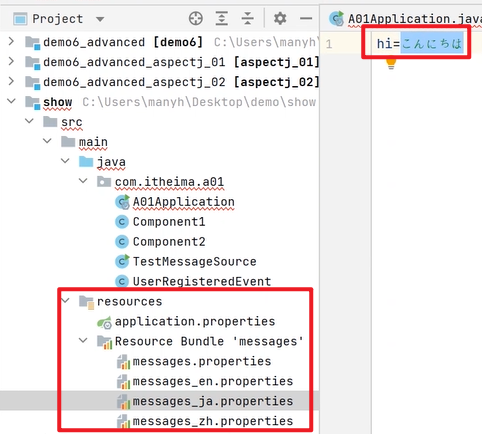 Project
A01Application.java
demo6_advanced [demo6] C:\Users\manyh\
demo6_advanced_aspectj_01 [aspectj_01]
demo6_advanced_aspectj_02 [aspectj_02]
show C:\Users\manyh\Desktop\demo\show
src
main
java
com.itheima.a01
A01Application
Component1
Component2
TestMessageSource
UserRegisteredEvent
resources
application.properties
Resource Bundle 'messages'
messages.properties
messages_en.properties
messages_ja.properties
messages_zh.properties
1
hi=こんにちは